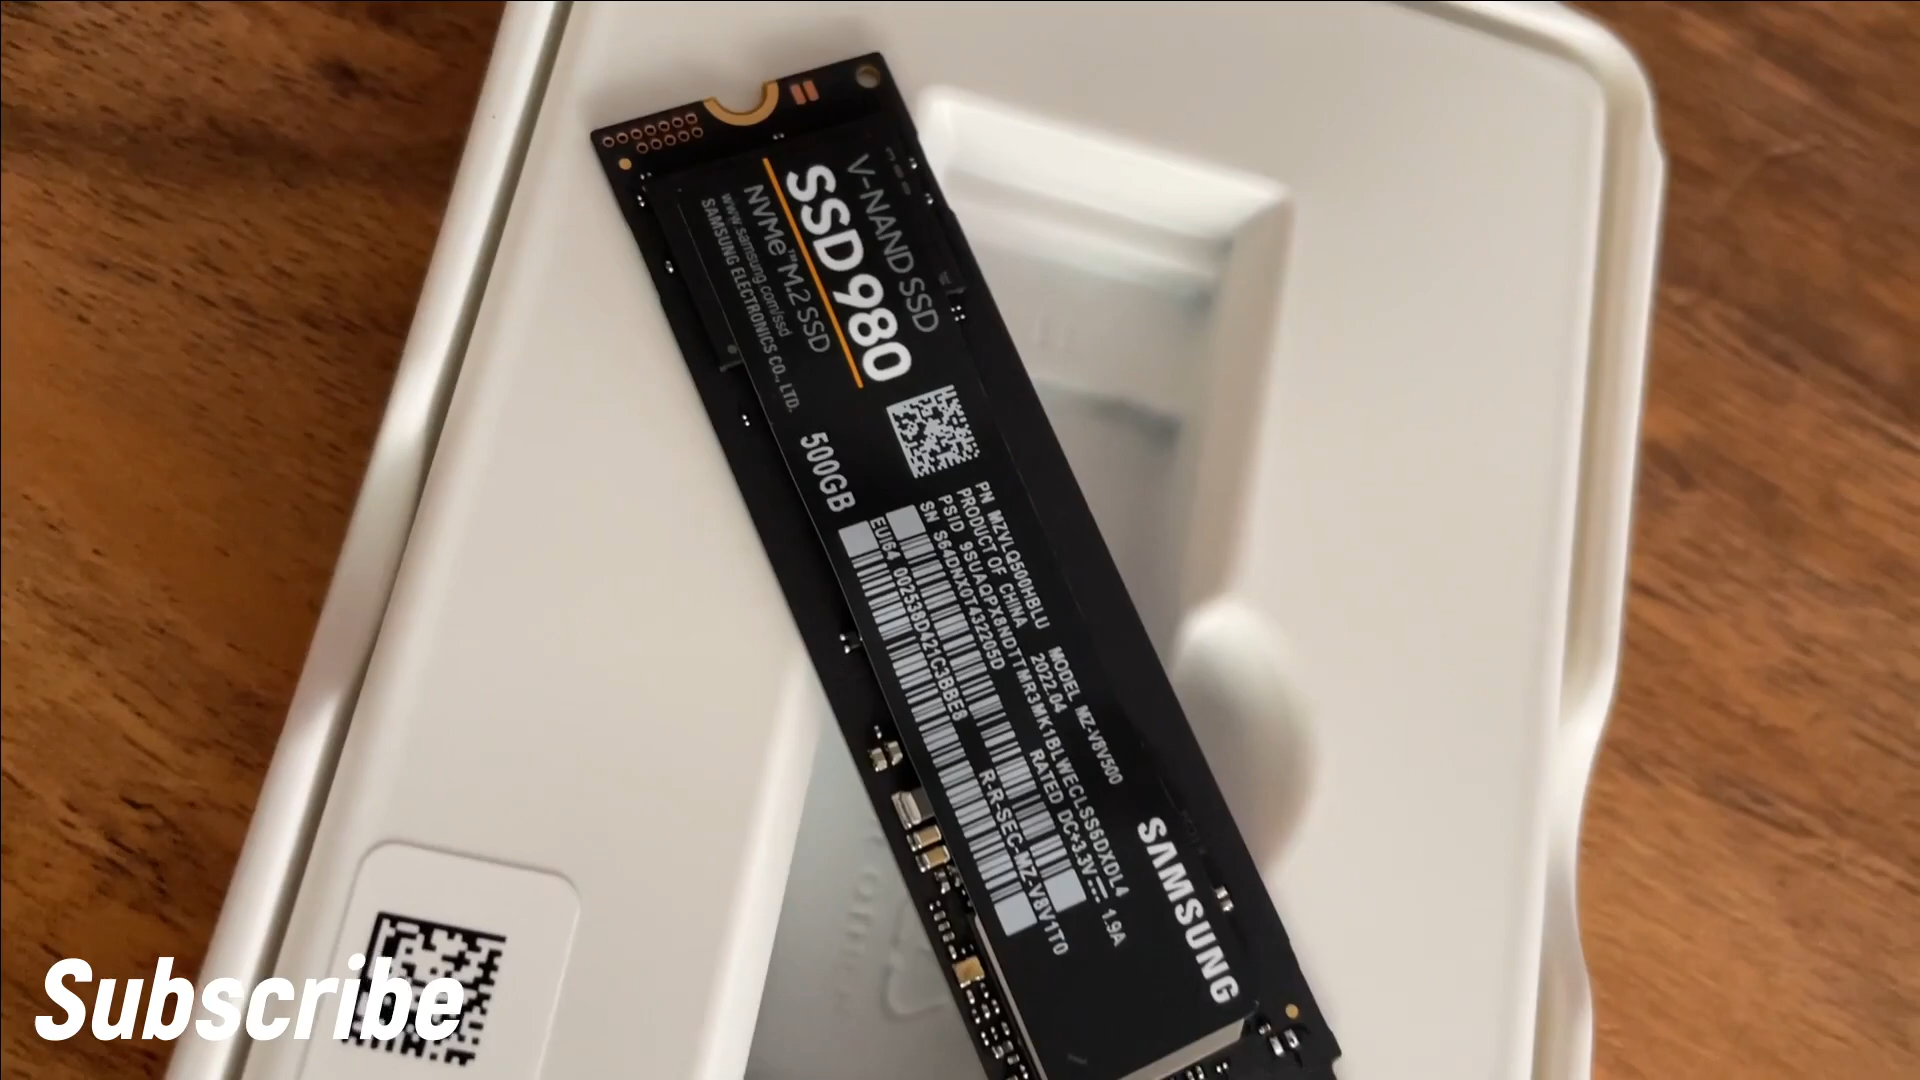 V-NAND SSD
SSD 980
NVMe™ M.2 SSD
www.samsung.com/ssd
SAMSUNG ELECTRONICS CO., LTD.
500GB
PN MZVLQ500HBLU MODEL MZ-V8V500
PRODUCT OF CHINA 2022.04 RATED DC+3.3V 1.9A
PSID 9SUAQPX8NDTTMR3MK1BLWECLSS6DXDL4
SN S64DNX0T432205D
R-R-SEC-MZ-V8V1T0
EUI64 002538D421C3BBE8
SAMSUNG
Subscribe